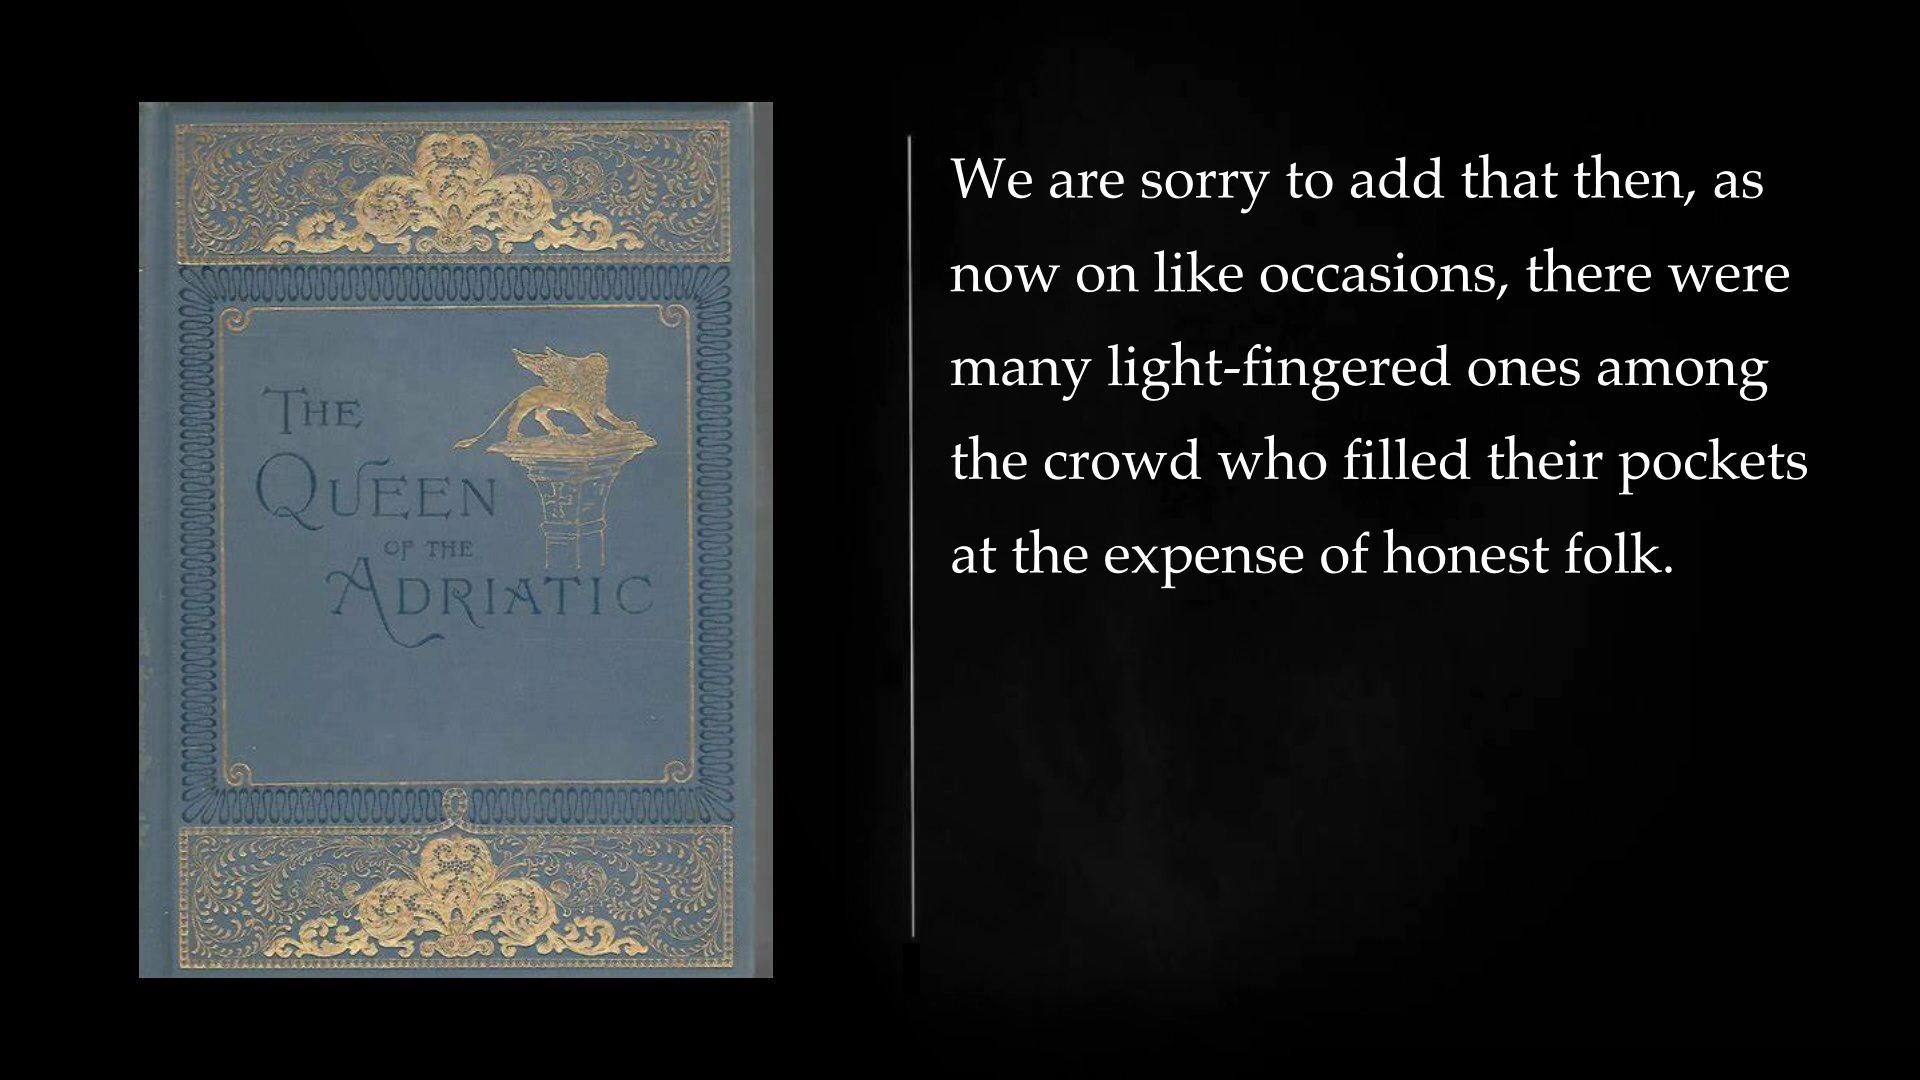 The
Queen
of the
Adriatic
We are sorry to add that then, as
now on like occasions, there were
many light-fingered ones among
the crowd who filled their pockets
at the expense of honest folk.